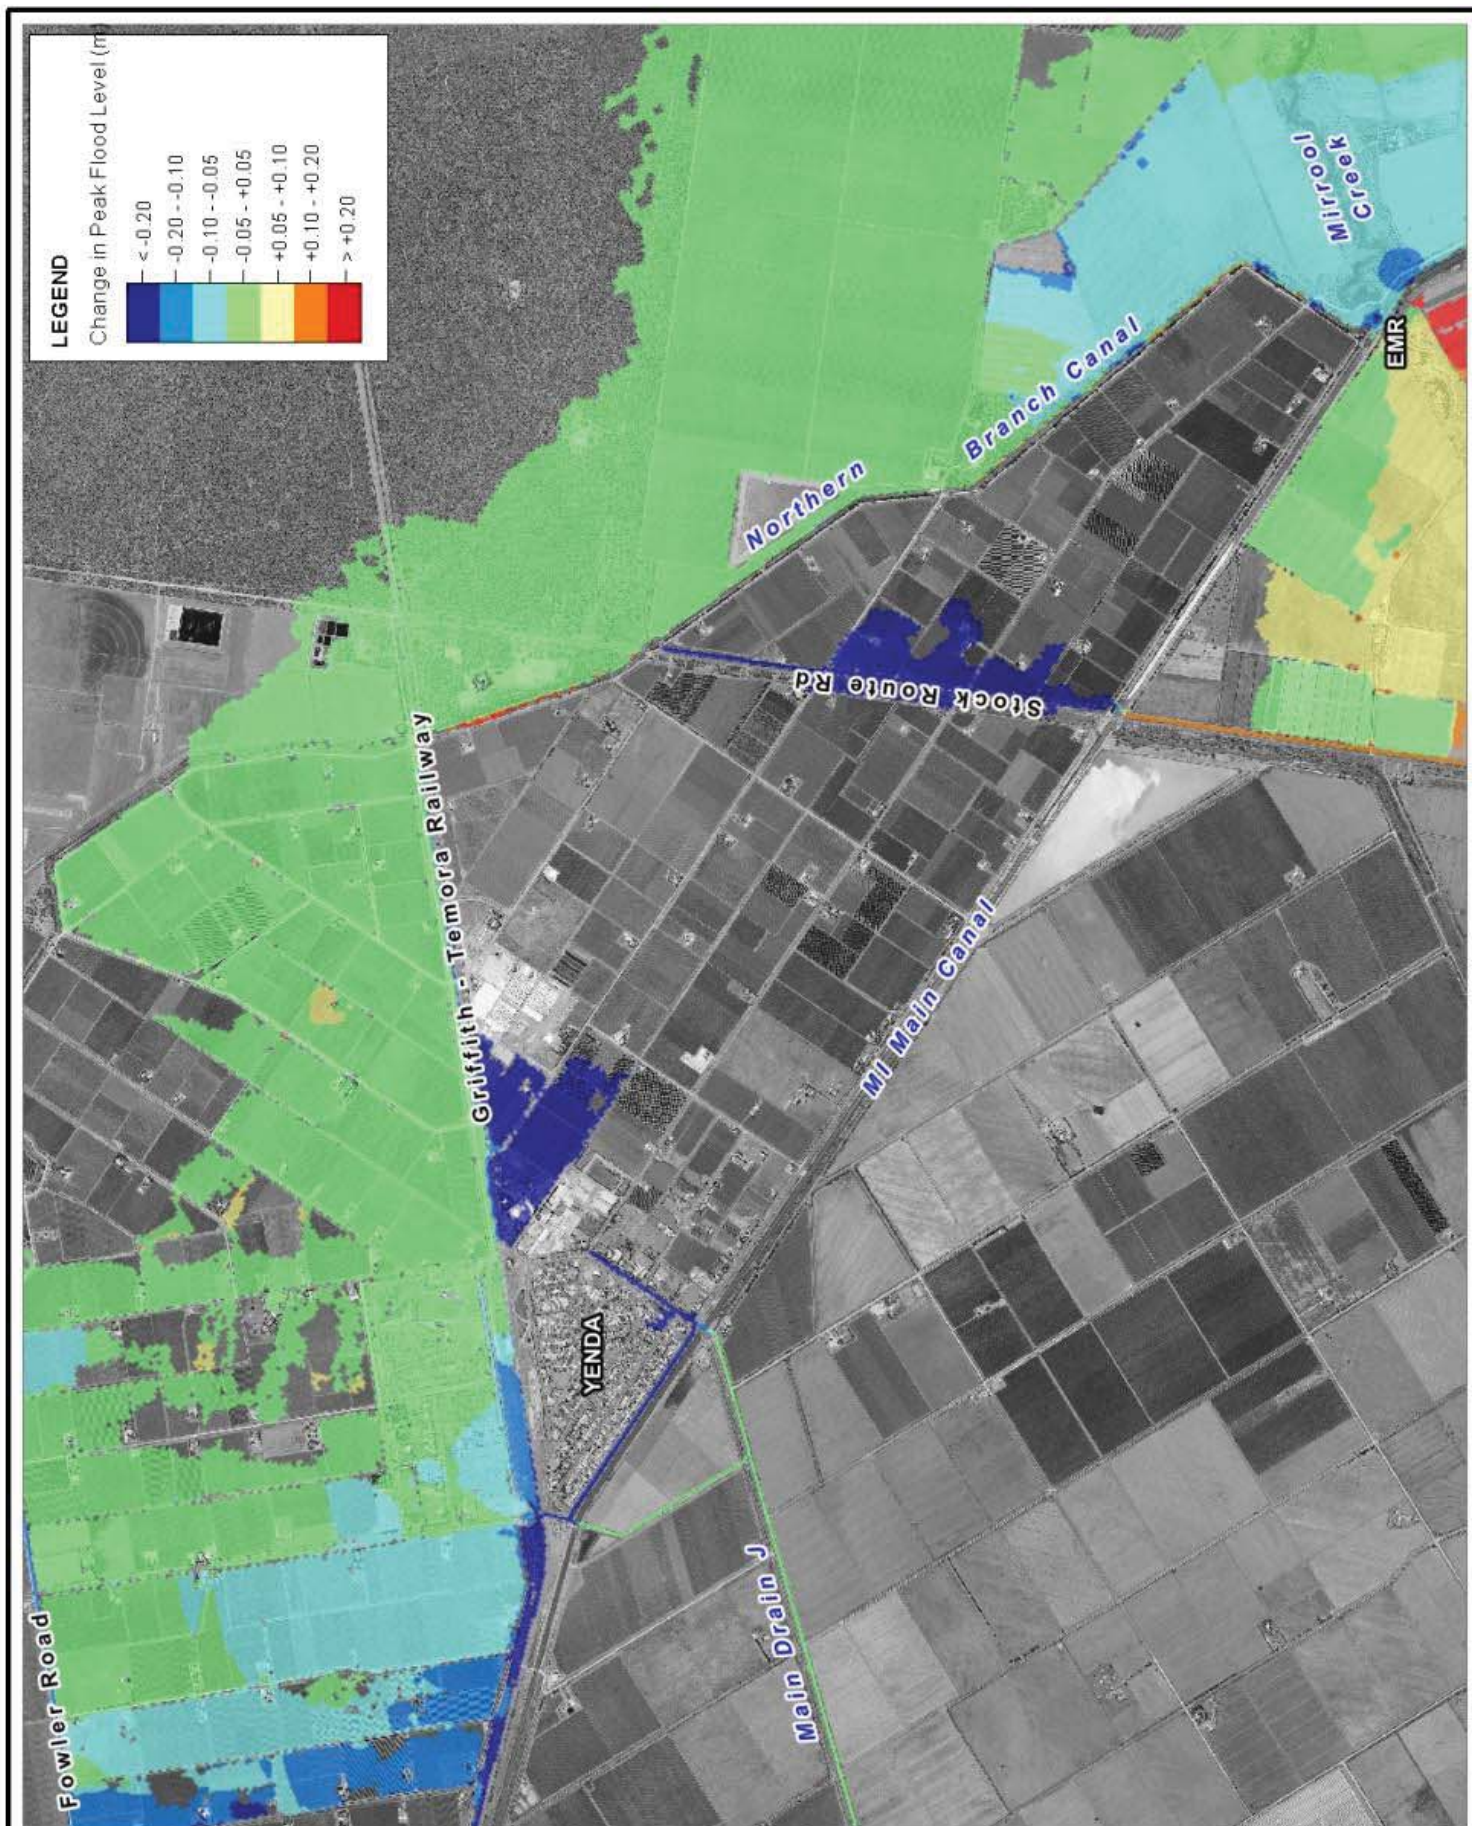 LEGEND
Change in Peak Flood Level (m)
< -0.20
-0.20 - -0.10
-0.10 - -0.05
-0.05 - +0.05
+0.05 - +0.10
+0.10 - +0.20
> +0.20
Fowler Road
Griffith - Temora Railway
YENDA
Main Drain J
MI Main Canal
Stock Route Rd
Northern
Branch Canal
Mirrool
Creek
EMR